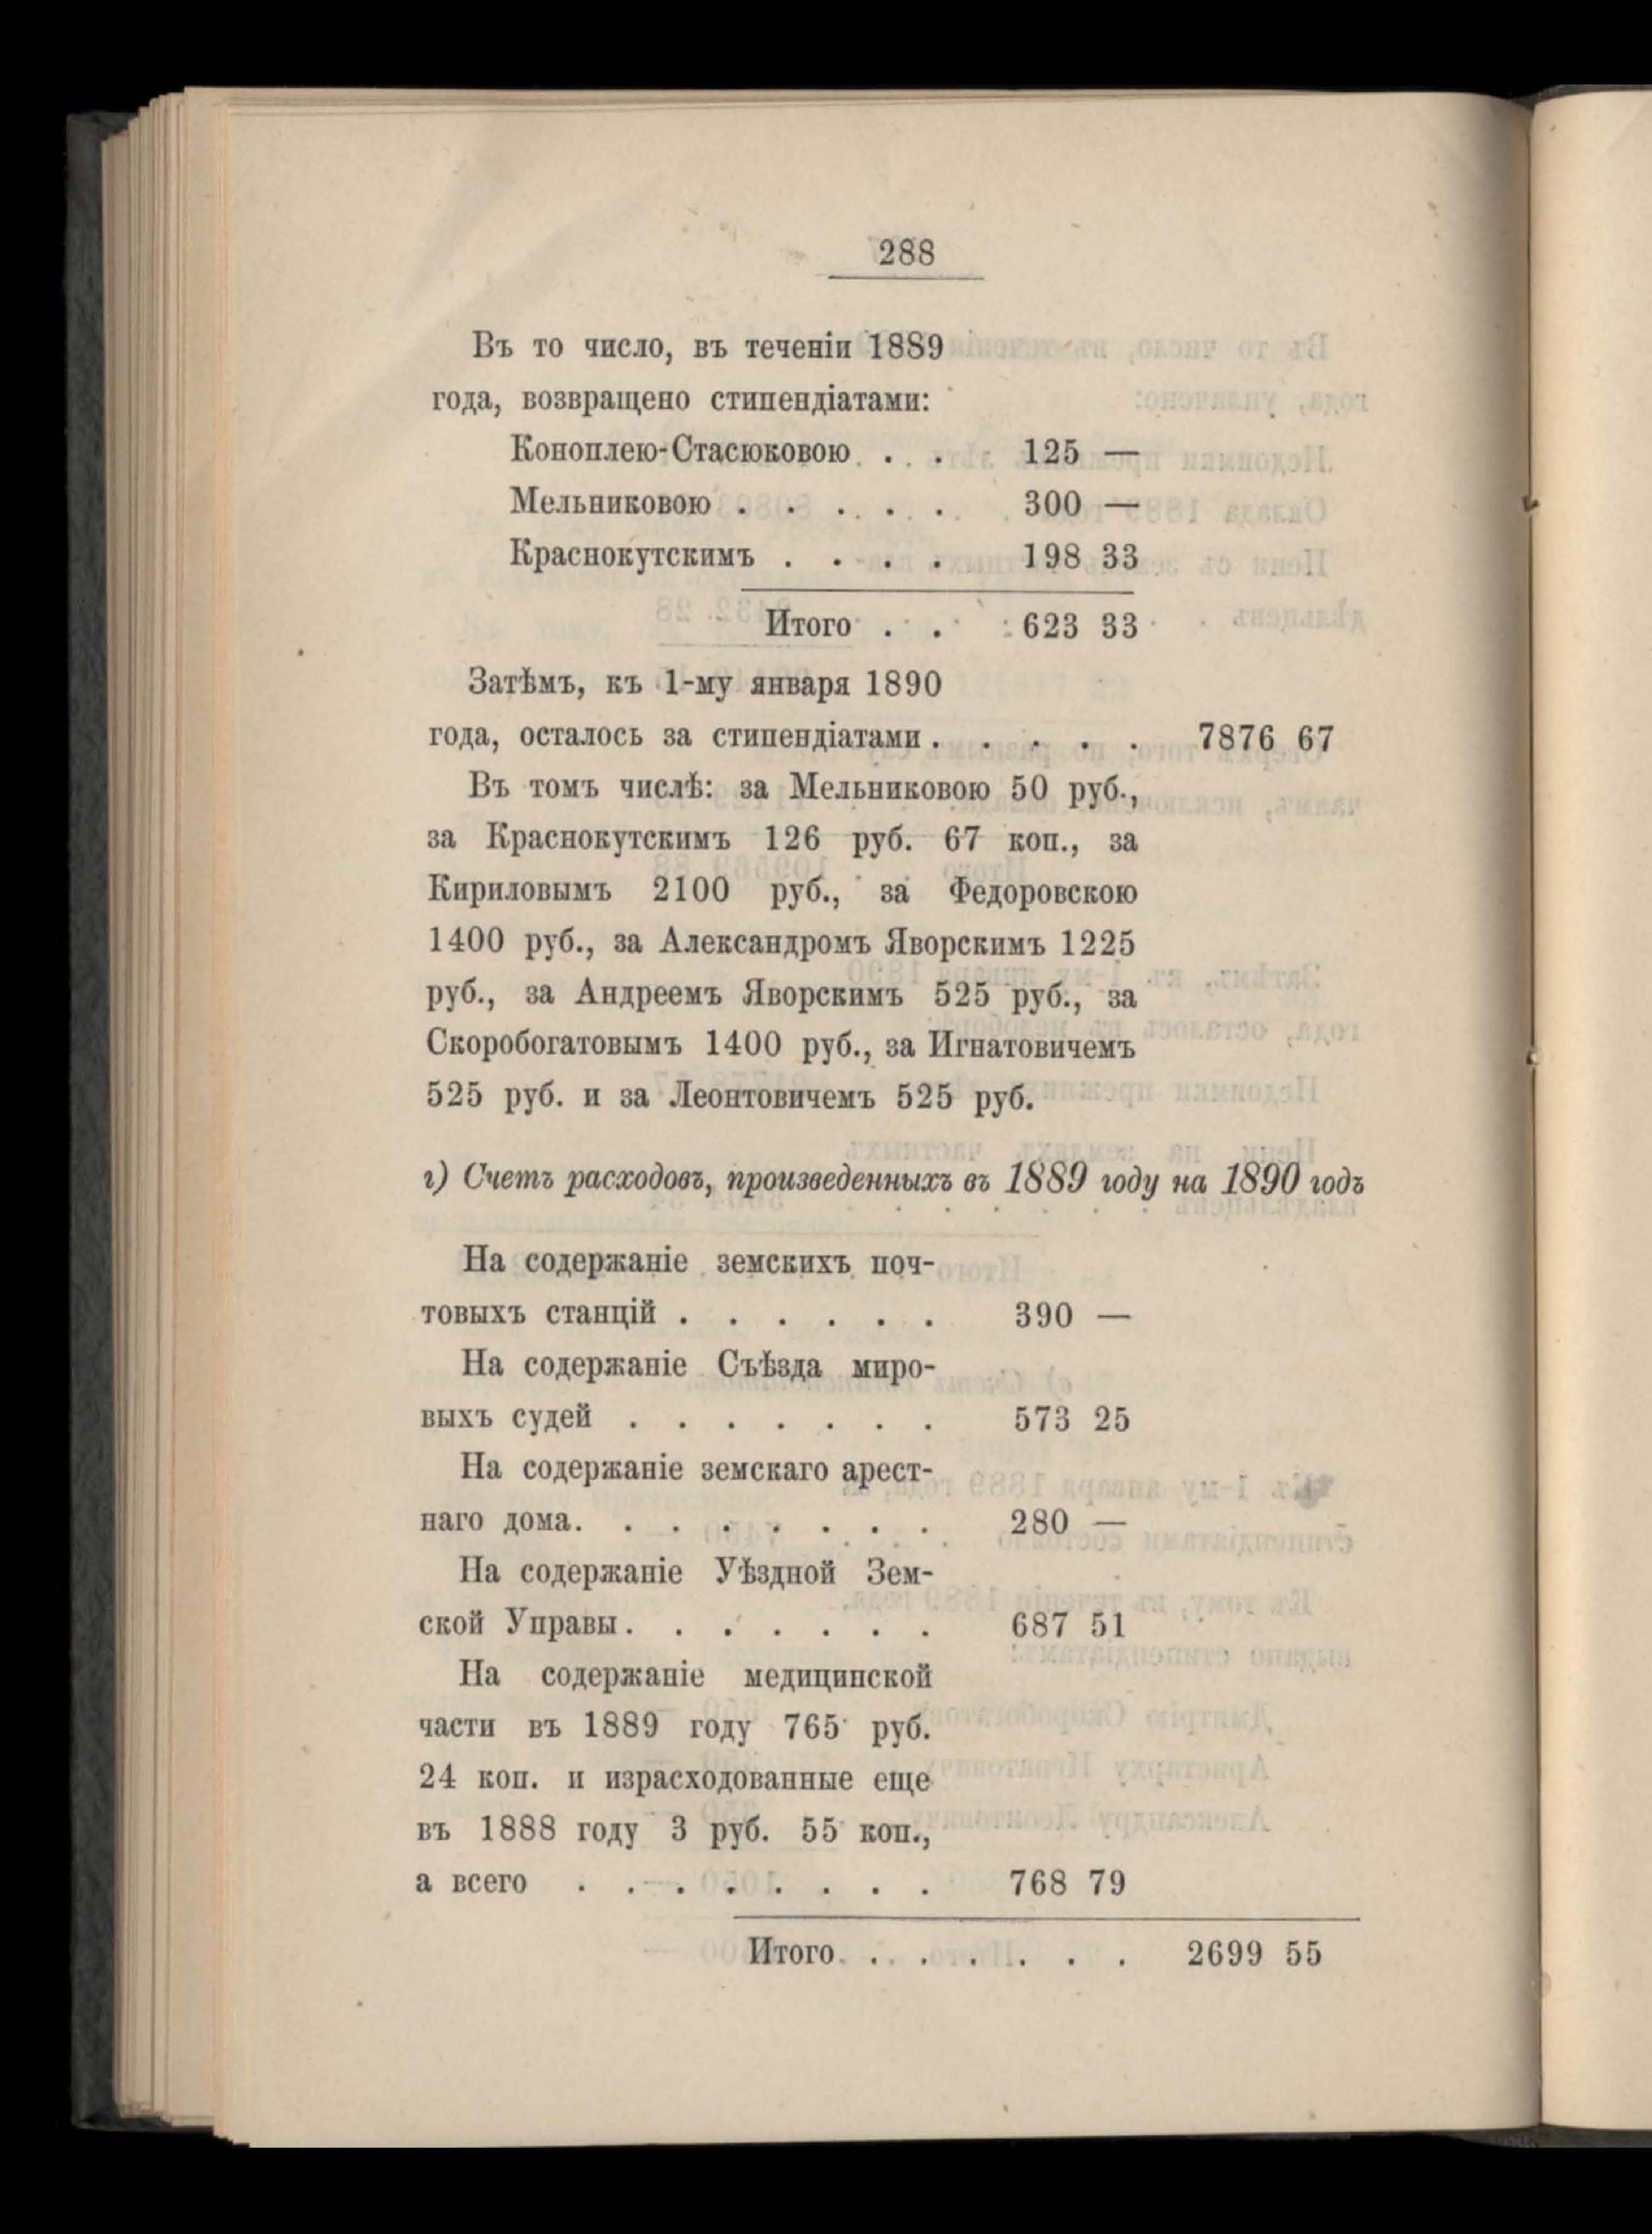 288
Въ то число, въ теченіи 1889
года, возвращено стипендіатами:
Коноплею-Стасюковою . . . 125 —
Мельниковою . . . . . 300 —
Краснокутскимъ . . . . 198 33
Итого . . 623 33
Затѣмъ, къ 1-му января 1890
года, осталось за стипендіатами . . . . . 7876 67
Въ томъ числѣ: за Мельниковою 50 руб.,
за Краснокутскимъ 126 руб. 67 коп., за
Кириловымъ 2100 руб., за Федоровскою
1400 руб., за Александромъ Яворскимъ 1225
руб., за Андреемъ Яворскимъ 525 руб., за
Скоробогатовымъ 1400 руб., за Игнатовичемъ
525 руб. и за Леонтовичемъ 525 руб.
г) Счетъ расходовъ, произведенныхъ въ 1889 году на 1890 годъ
На содержаніе земскихъ поч-
товыхъ станцій . . . . . . 390 —
На содержаніе Съѣзда миро-
выхъ судей . . . . . . . 573 25
На содержаніе земскаго арест-
наго дома. . . . . . . . 280 —
На содержаніе Уѣздной Зем-
ской Управы . . . . . . . 687 51
На содержаніе медицинской
части въ 1889 году 765 руб.
24 коп. и израсходованные еще
въ 1888 году 3 руб. 55 коп.,
а всего . . . . . . . . 768 79
Итого . . . . . . . 2699 55